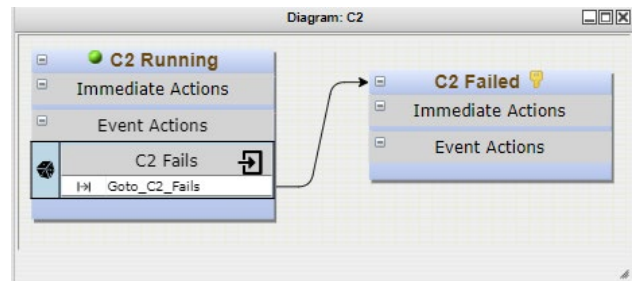 Diagram: C2
C2 Running
Immediate Actions
Event Actions
C2 Fails
Goto_C2_Fails
C2 Failed
Immediate Actions
Event Actions